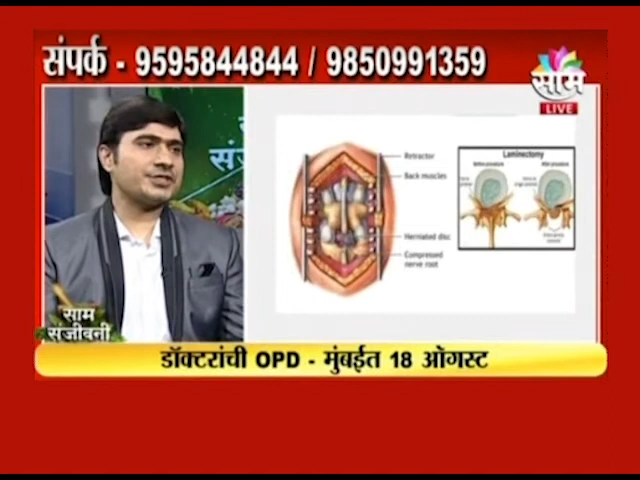 संपर्क - 9595844844 / 9850991359
साम
LIVE
Retractor
Back muscles
Herniated disc
Compressed
nerve root
Laminectomy
साम
संजीवनी
डॉक्टरांची OPD - मुंबईत 18 ऑगस्ट